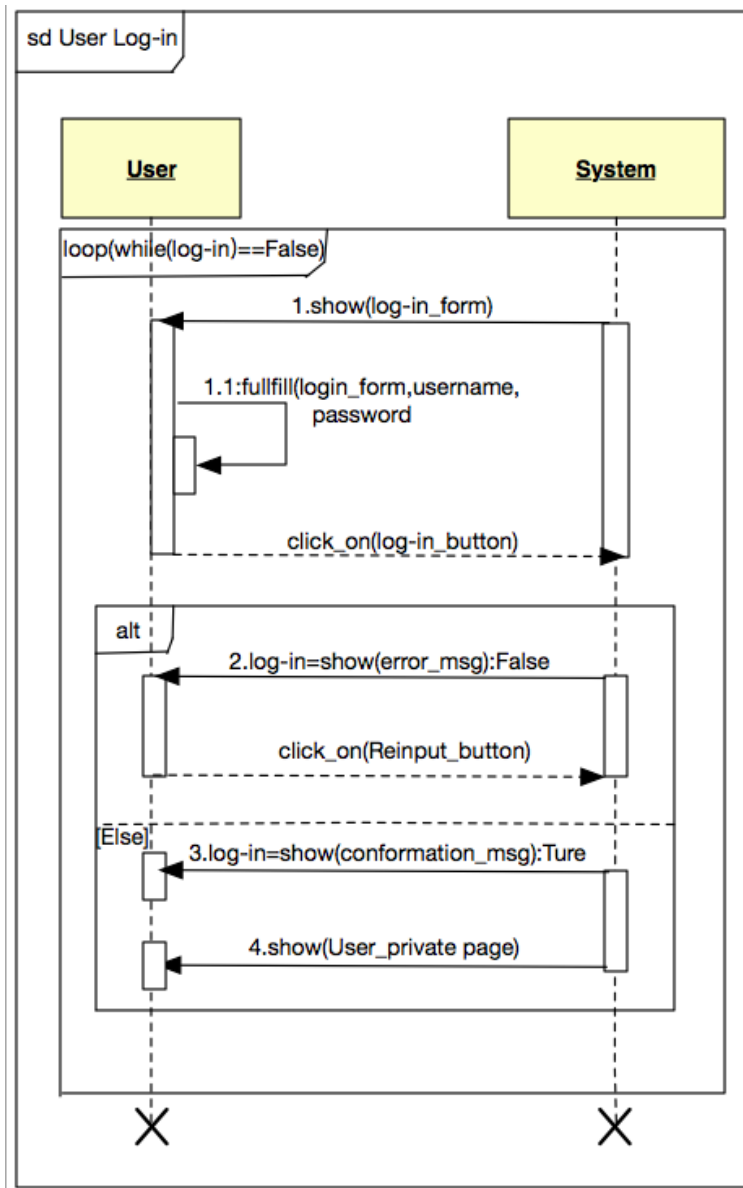 sd User Log-in
User
System
loop(while(log-in)==False)
1.show(log-in_form)
1.1:fullfill(login_form,username,
password
click_on(log-in_button)
alt
2.log-in=show(error_msg):False
click_on(Reinput_button)
[Else]
3.log-in=show(conformation_msg):Ture
4.show(User_private page)